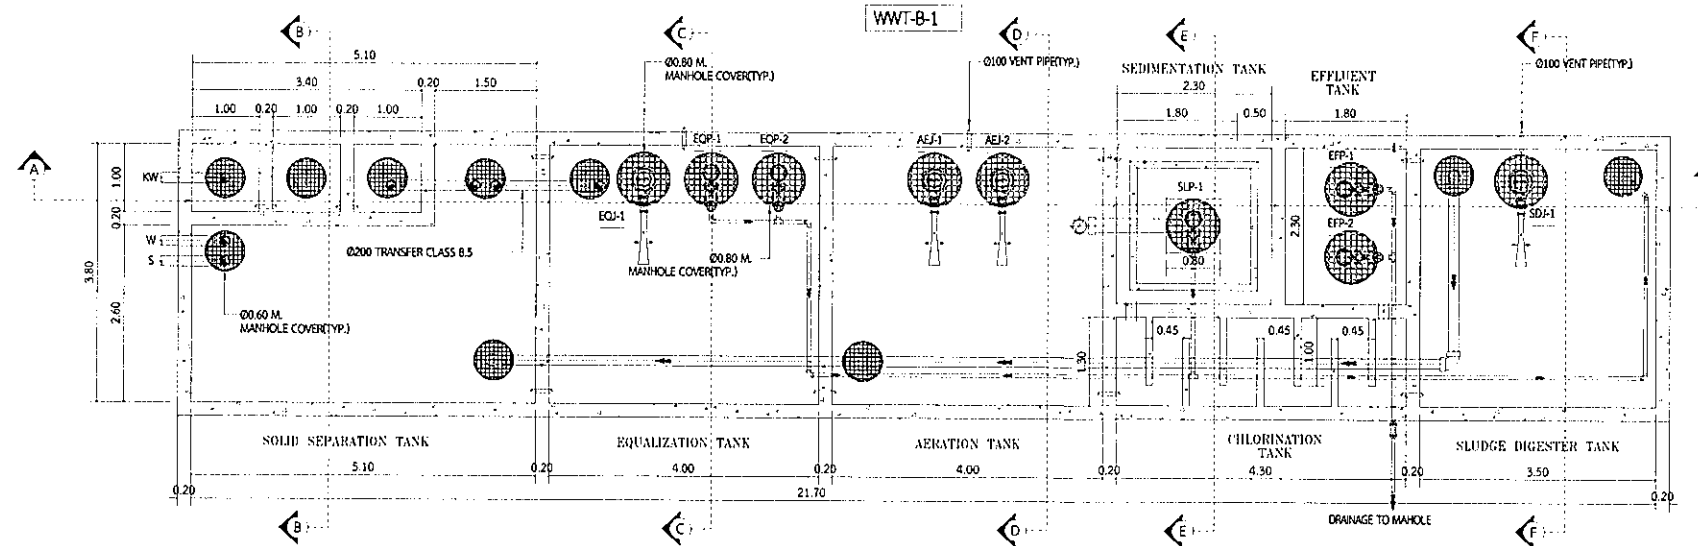 WWT-B-1
B
C
D
E
F
5.10
Ø0.80 M.
MANHOLE COVER(TYP.)
Ø100 VENT PIPE(TYP.)
SEDIMENTATION TANK
EFFLUENT
TANK
Ø100 VENT PIPE(TYP.)
3.40
0.20
1.50
2.30
1.00
0.20
1.00
0.20
1.00
1.80
0.50
1.80
EQP-1
EQP-2
AEJ-1
AEJ-2
EFP-1
A
KW
1.00
SLP-1
EQJ-1
SDJ-1
0.20
EFP-2
2.30
W
S
Ø200 TRANSFER CLASS 8.5
Ø0.80 M.
MANHOLE COVER(TYP.)
0.80
3.80
2.60
Ø0.60 M.
MANHOLE COVER(TYP.)
0.45
0.45
0.45
1.30
1.00
SOLID SEPARATION TANK
EQUALIZATION TANK
AERATION TANK
CHLORINATION
TANK
SLUDGE DIGESTER TANK
5.10
0.20
4.00
0.20
4.00
0.20
4.30
0.20
3.50
0.20
21.70
0.20
DRAINAGE TO MAHOLE
B
C
D
E
F